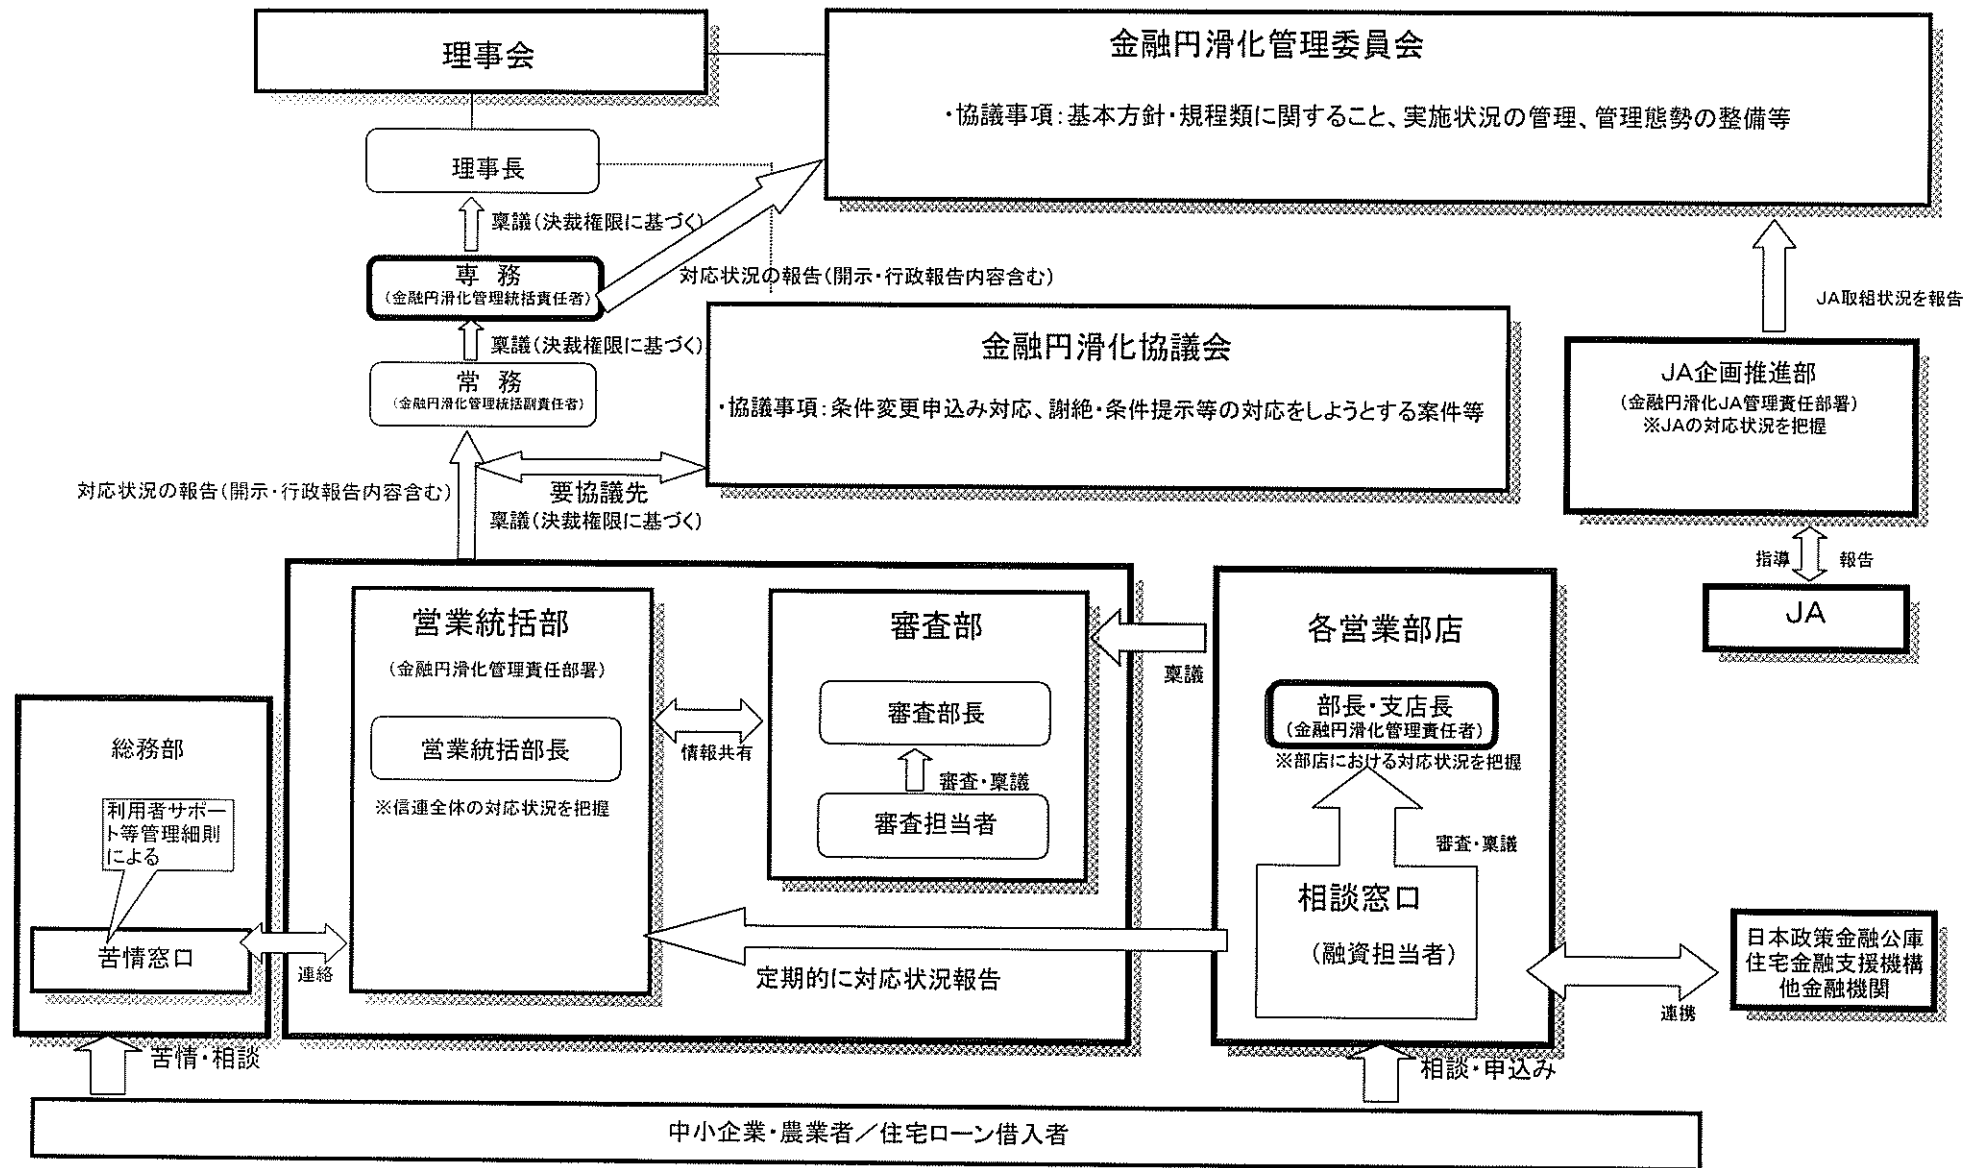 理事会
金融円滑化管理委員会
・協議事項:基本方針・規程類に関すること、実施状況の管理、管理態勢の整備等
理事長
稟議(決裁権限に基づく)
専 務
(金融円滑化管理統括責任者)
対応状況の報告(開示・行政報告内容含む)
JA取組状況を報告
稟議(決裁権限に基づく)
常 務
(金融円滑化管理統括副責任者)
金融円滑化協議会
・協議事項:条件変更申込み対応、謝絶・条件提示等の対応をしようとする案件等
JA企画推進部
(金融円滑化JA管理責任部署)
※JAの対応状況を把握
対応状況の報告(開示・行政報告内容含む)
要協議先
稟議(決裁権限に基づく)
指導
報告
JA
営業統括部
(金融円滑化管理責任部署)
営業統括部長
※信連全体の対応状況を把握
情報共有
審査部
審査部長
審査・稟議
審査担当者
稟議
各営業部店
部長・支店長
(金融円滑化管理責任者)
※部店における対応状況を把握
審査・稟議
相談窓口
(融資担当者)
総務部
利用者サポー
ト等管理細則
による
苦情窓口
連絡
定期的に対応状況報告
日本政策金融公庫
住宅金融支援機構
他金融機関
連携
苦情・相談
相談・申込み
中小企業・農業者/住宅ローン借入者